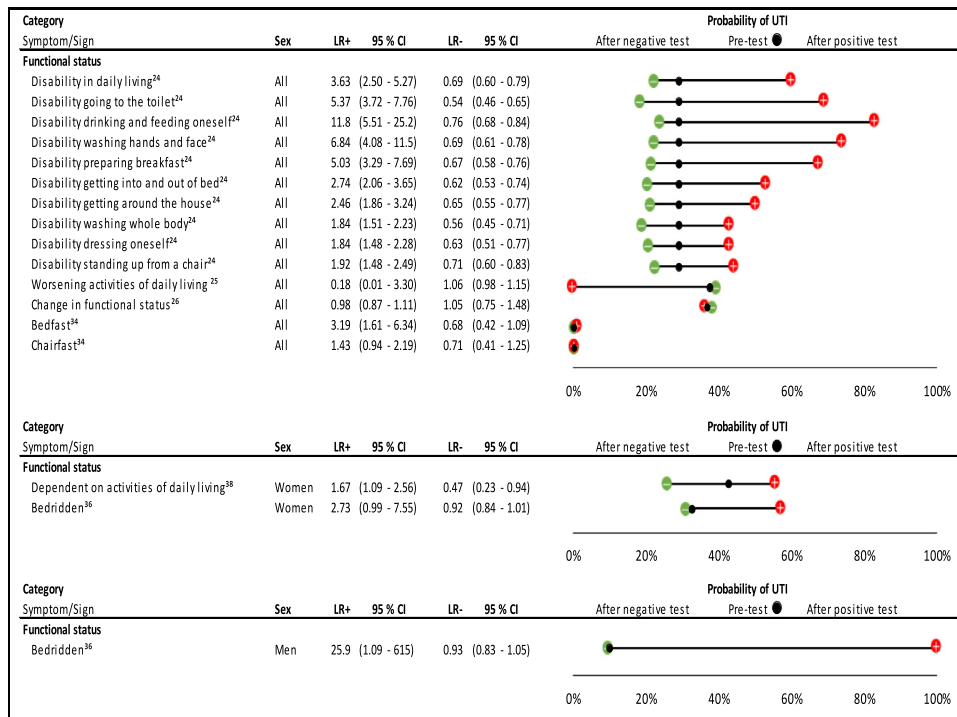 Category Probability of UTI
Symptom/Sign Sex LR+ 95 % CI LR- 95 % CI After negative test Pre-test After positive test
Functional status
Disability in daily living²⁴ All 3.63 (2.50 - 5.27) 0.69 (0.60 - 0.79)
Disability going to the toilet²⁴ All 5.37 (3.72 - 7.76) 0.54 (0.46 - 0.65)
Disability drinking and feeding oneself²⁴ All 11.8 (5.51 - 25.2) 0.76 (0.68 - 0.84)
Disability washing hands and face²⁴ All 6.84 (4.08 - 11.5) 0.69 (0.61 - 0.78)
Disability preparing breakfast²⁴ All 5.03 (3.29 - 7.69) 0.67 (0.58 - 0.76)
Disability getting into and out of bed²⁴ All 2.74 (2.06 - 3.65) 0.62 (0.53 - 0.74)
Disability getting around the house²⁴ All 2.46 (1.86 - 3.24) 0.65 (0.55 - 0.77)
Disability washing whole body²⁴ All 1.84 (1.51 - 2.23) 0.56 (0.45 - 0.71)
Disability dressing oneself²⁴ All 1.84 (1.48 - 2.28) 0.63 (0.51 - 0.77)
Disability standing up from a chair²⁴ All 1.92 (1.48 - 2.49) 0.71 (0.60 - 0.83)
Worsening activities of daily living ²⁵ All 0.18 (0.01 - 3.30) 1.06 (0.98 - 1.15)
Change in functional status²⁶ All 0.98 (0.87 - 1.11) 1.05 (0.75 - 1.48)
Bedfast³⁴ All 3.19 (1.61 - 6.34) 0.68 (0.42 - 1.09)
Chairfast³⁴ All 1.43 (0.94 - 2.19) 0.71 (0.41 - 1.25)
0% 20% 40% 60% 80% 100%
Category Probability of UTI
Symptom/Sign Sex LR+ 95 % CI LR- 95 % CI After negative test Pre-test After positive test
Functional status
Dependent on activities of daily living³⁸ Women 1.67 (1.09 - 2.56) 0.47 (0.23 - 0.94)
Bedridden³⁶ Women 2.73 (0.99 - 7.55) 0.92 (0.84 - 1.01)
0% 20% 40% 60% 80% 100%
Category Probability of UTI
Symptom/Sign Sex LR+ 95 % CI LR- 95 % CI After negative test Pre-test After positive test
Functional status
Bedridden³⁶ Men 25.9 (1.09 - 615) 0.93 (0.83 - 1.05)
0% 20% 40% 60% 80% 100%